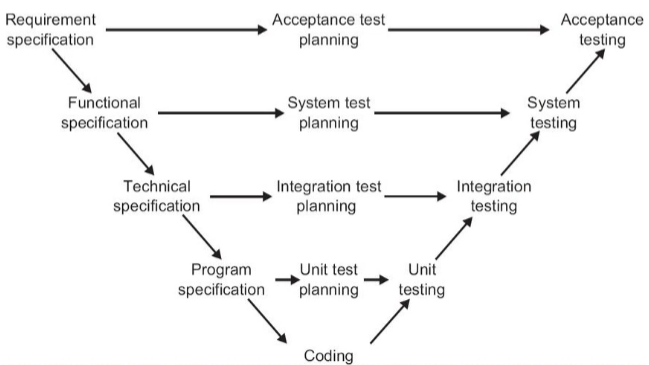 Requirement
specification
Acceptance test
planning
Acceptance
testing
Functional
specification
System test
planning
System
testing
Technical
specification
Integration test
planning
Integration
testing
Program
specification
Unit test
planning
Unit
testing
Coding